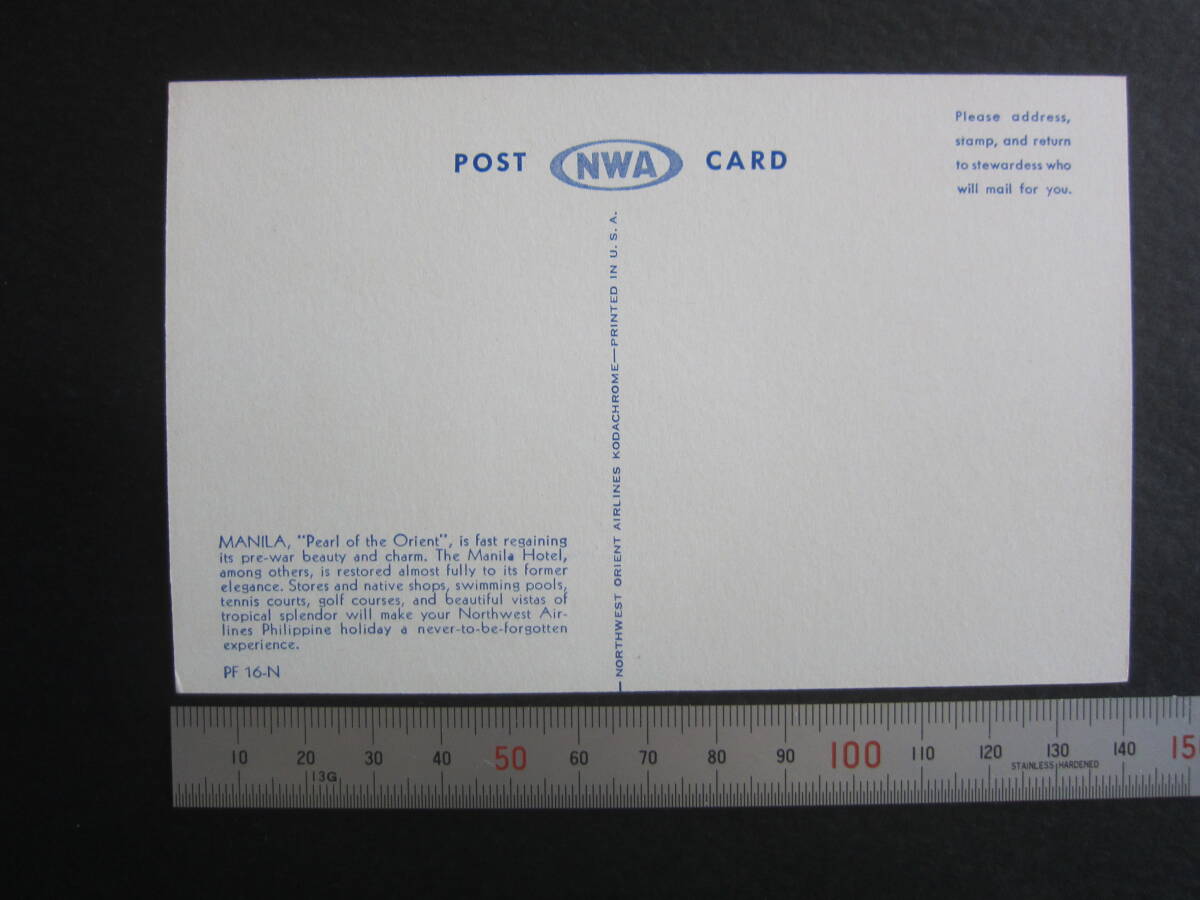 POST NWA CARD
Please address,
stamp, and return
to stewardess who
will mail for you.
—NORTHWEST ORIENT AIRLINES KODACHROME—PRINTED IN U. S. A.
MANILA, "Pearl of the Orient", is fast regaining
its pre-war beauty and charm. The Manila Hotel,
among others, is restored almost fully to its former
elegance. Stores and native shops, swimming pools,
tennis courts, golf courses, and beautiful vistas of
tropical splendor will make your Northwest Air-
lines Philippine holiday a never-to-be-forgotten
experience.
PF 16-N
10 20 30 40 50 60 70 80 90 100 110 120 130 140 15
13G
STAINLESS HARDENED